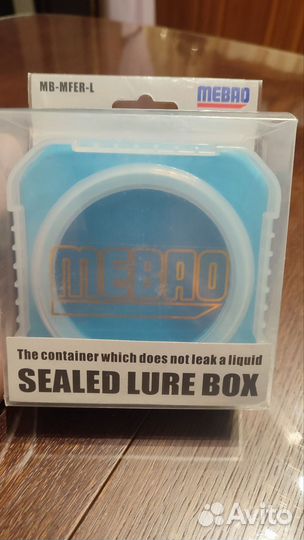 MB-MFER-L
MEBAO
MEBAO
The container which does not leak a liquid
SEALED LURE BOX
Avito